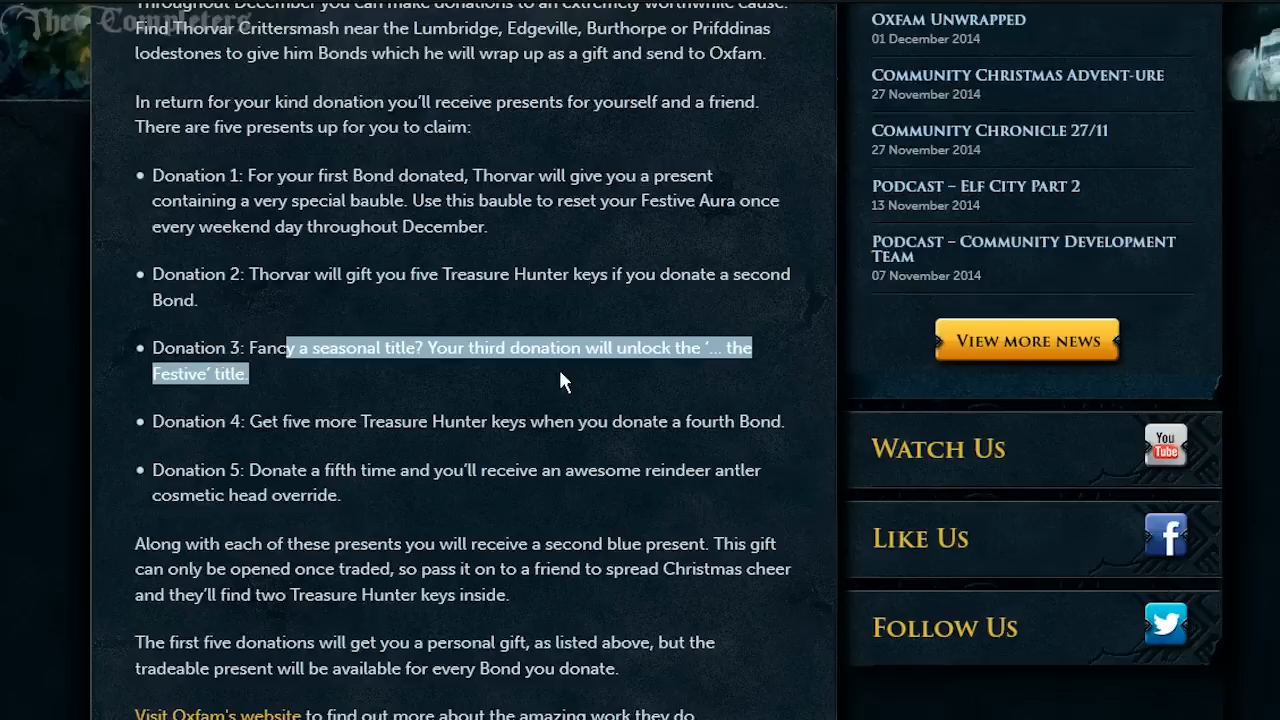 The Completers
Throughout December you can make donations to an extremely worthwhile cause.
Find Thorvar Crittersmash near the Lumbridge, Edgeville, Burthorpe or Prifddinas
lodestones to give him Bonds which he will wrap up as a gift and send to Oxfam.
In return for your kind donation you’ll receive presents for yourself and a friend.
There are five presents up for you to claim:
• Donation 1: For your first Bond donated, Thorvar will give you a present
containing a very special bauble. Use this bauble to reset your Festive Aura once
every weekend day throughout December.
• Donation 2: Thorvar will gift you five Treasure Hunter keys if you donate a second
Bond.
• Donation 3: Fancy a seasonal title? Your third donation will unlock the ‘... the
Festive’ title.
• Donation 4: Get five more Treasure Hunter keys when you donate a fourth Bond.
• Donation 5: Donate a fifth time and you’ll receive an awesome reindeer antler
cosmetic head override.
Along with each of these presents you will receive a second blue present. This gift
can only be opened once traded, so pass it on to a friend to spread Christmas cheer
and they’ll find two Treasure Hunter keys inside.
The first five donations will get you a personal gift, as listed above, but the
tradeable present will be available for every Bond you donate.
Visit Oxfam's website to find out more about the amazing work they do
Oxfam Unwrapped
01 December 2014
Community Christmas Advent-ure
27 November 2014
Community Chronicle 27/11
27 November 2014
Podcast – Elf City Part 2
13 November 2014
Podcast – Community Development
Team
07 November 2014
View more news
Watch Us
You
Tube
Like Us
f
Follow Us